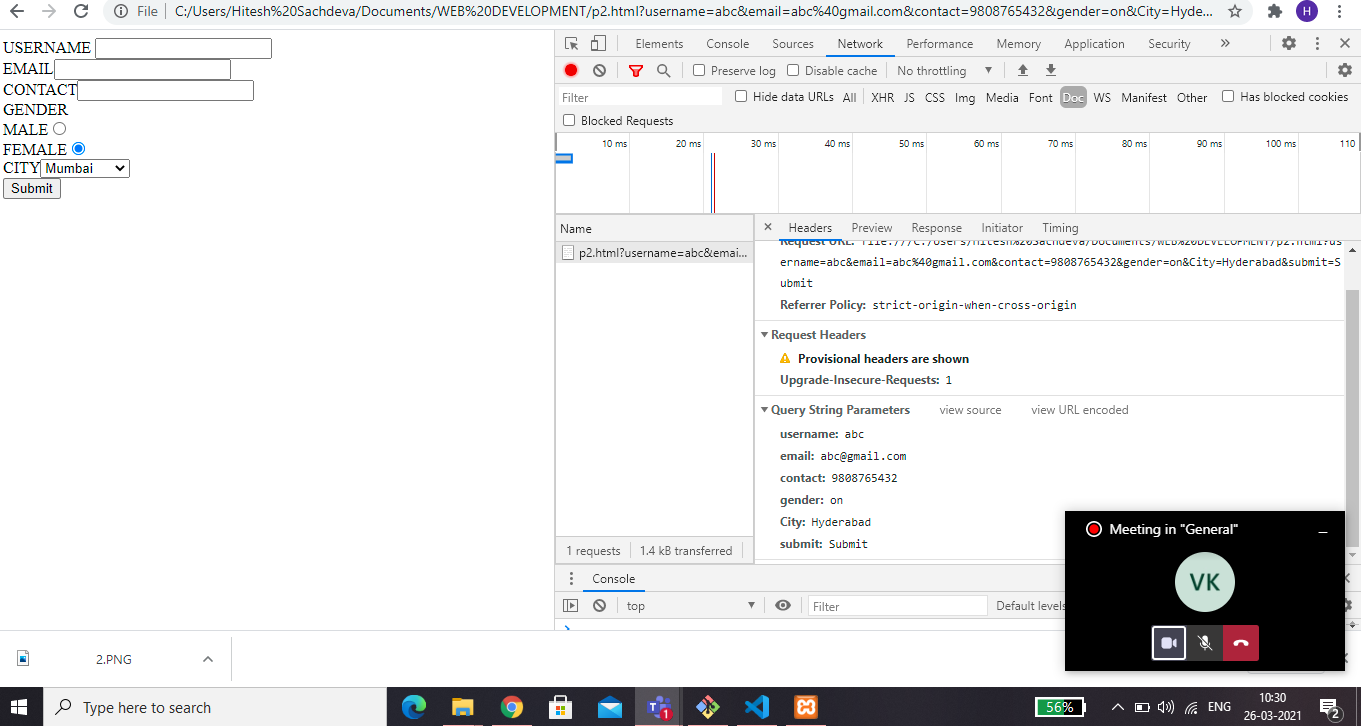 File C:/Users/Hitesh%20Sachdeva/Documents/WEB%20DEVELOPMENT/p2.html?username=abc&email=abc%40gmail.com&contact=9808765432&gender=on&City=Hyde... H
USERNAME
EMAIL
CONTACT
GENDER
MALE
FEMALE
CITY Mumbai
Submit
Elements Console Sources Network Performance Memory Application Security »
Preserve log Disable cache No throttling
Filter Hide data URLs All XHR JS CSS Img Media Font Doc WS Manifest Other Has blocked cookies
Blocked Requests
10 ms 20 ms 30 ms 40 ms 50 ms 60 ms 70 ms 80 ms 90 ms 100 ms 110
Name
p2.html?username=abc&emai...
1 requests 1.4 kB transferred
Headers Preview Response Initiator Timing
Request URL: file:///C:/Users/Hitesh%20Sachdeva/Documents/WEB%20DEVELOPMENT/p2.html?us
ername=abc&email=abc%40gmail.com&contact=9808765432&gender=on&City=Hyderabad&submit=S
ubmit
Referrer Policy: strict-origin-when-cross-origin
Request Headers
Provisional headers are shown
Upgrade-Insecure-Requests: 1
Query String Parameters view source view URL encoded
username: abc
email: abc@gmail.com
contact: 9808765432
gender: on
City: Hyderabad
submit: Submit
Console
top Filter Default levels
Meeting in "General"
VK
2.PNG
Type here to search
1
56%
ENG
10:30
26-03-2021
2